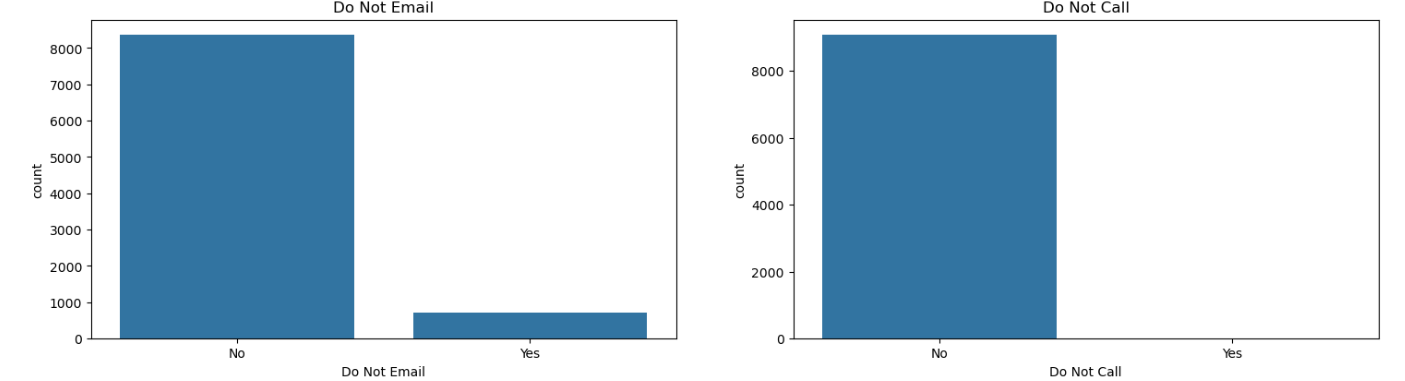 Do Not Email
8000
7000
6000
5000
4000
3000
2000
1000
0
count
No
Yes
Do Not Email
Do Not Call
8000
6000
4000
2000
0
count
No
Yes
Do Not Call